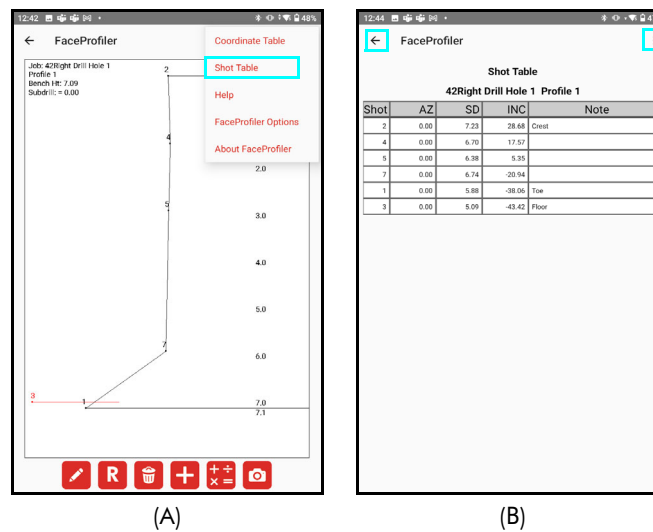 12:42
48%
FaceProfiler
Coordinate Table
Shot Table
Help
FaceProfiler Options
About FaceProfiler
Job: 42Right Drill Hole 1
Profile 1
Bench Ht: 7.09
Subdrill: = 0.00
2
4
2.0
5
3.0
4.0
5.0
7
6.0
3
1
7.0
7.1
R
(A)
12:44
FaceProfiler
Shot Table
42Right Drill Hole 1 Profile 1
Shot AZ SD INC Note
2 0.00 7.23 28.68 Crest
4 0.00 6.70 17.57
5 0.00 6.38 5.35
7 0.00 6.74 -20.94
1 0.00 5.88 -38.06 Toe
3 0.00 5.09 -43.42 Floor
(B)